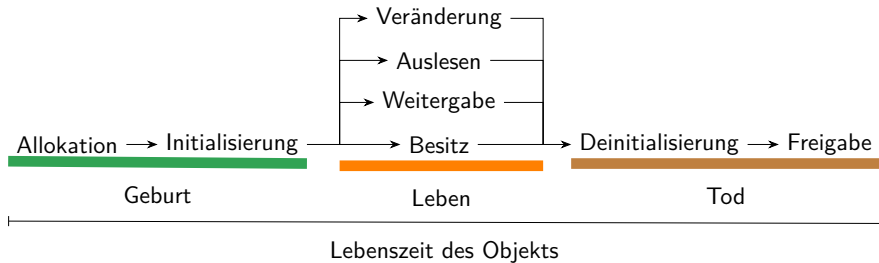 Veränderung
Auslesen
Weitergabe
Allokation Initialisierung Besitz Deinitialisierung Freigabe
Geburt Leben Tod
Lebenszeit des Objekts